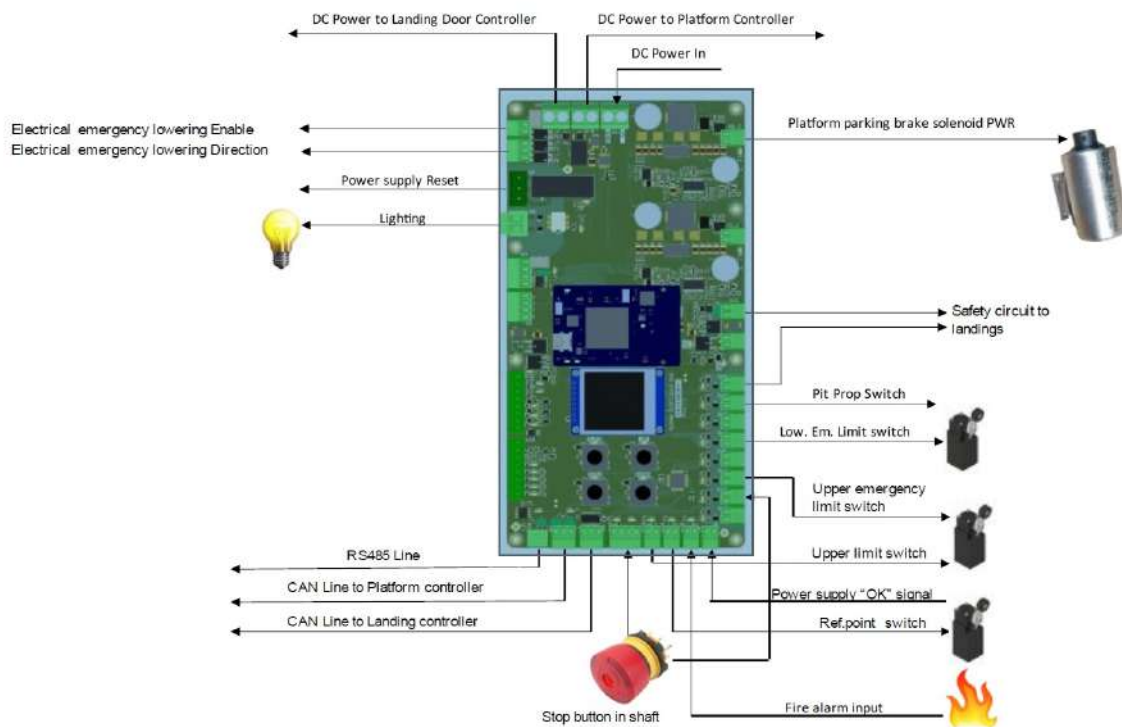 DC Power to Landing Door Controller
DC Power to Platform Controller
DC Power In
Electrical emergency lowering Enable
Electrical emergency lowering Direction
Platform parking brake solenoid PWR
Power supply Reset
Lighting
Safety circuit to
landings
Pit Prop Switch
Low. Em. Limit switch
Upper emergency
limit switch
Upper limit switch
RS485 Line
CAN Line to Platform controller
Power supply “OK” signal
CAN Line to Landing controller
Ref.point switch
Stop button in shaft
Fire alarm input